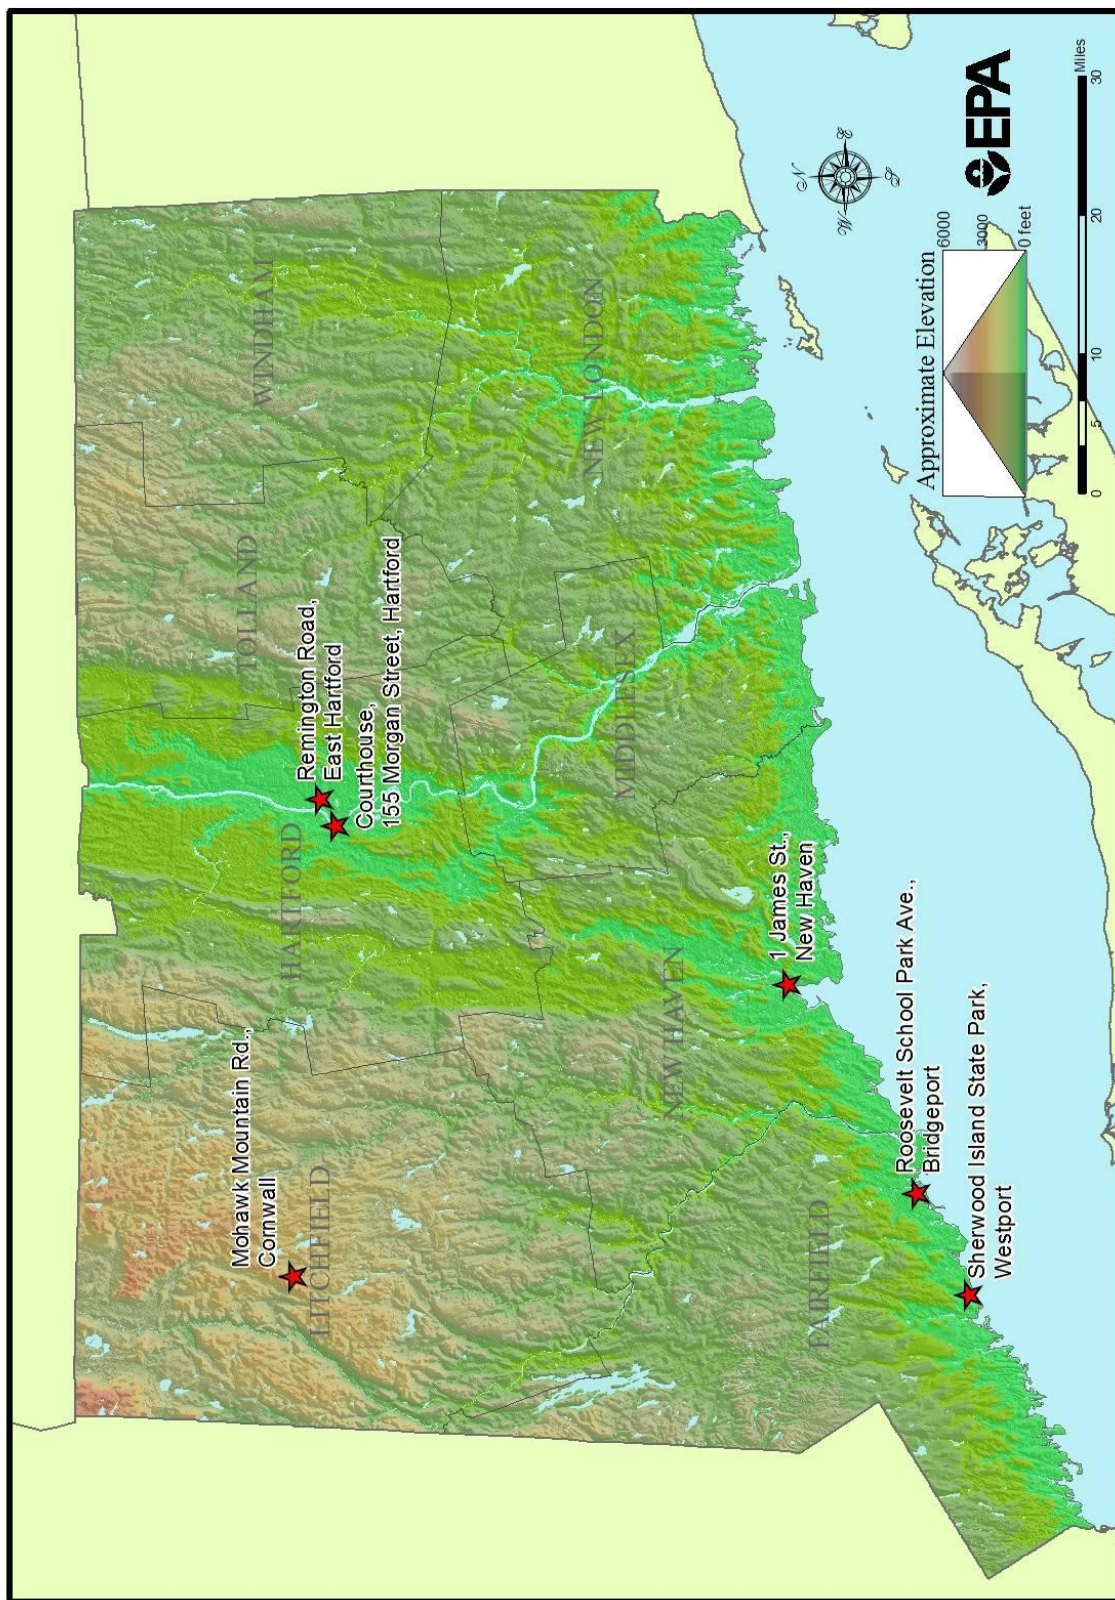 WINDHAM
TOLLAND
HARTFORD
LITCHFIELD
Mohawk Mountain Rd.,
Cornwall
Remington Road,
East Hartford
Courthouse,
155 Morgan Street, Hartford
NEW LONDON
MIDDLESEX
NEW HAVEN
FAIRFIELD
1 James St.,
New Haven
Roosevelt School Park Ave.,
Bridgeport
Sherwood Island State Park,
Westport
N
W
E
S
Approximate Elevation
6000
3000
0 feet
EPA
0
5
10
20
30
Miles